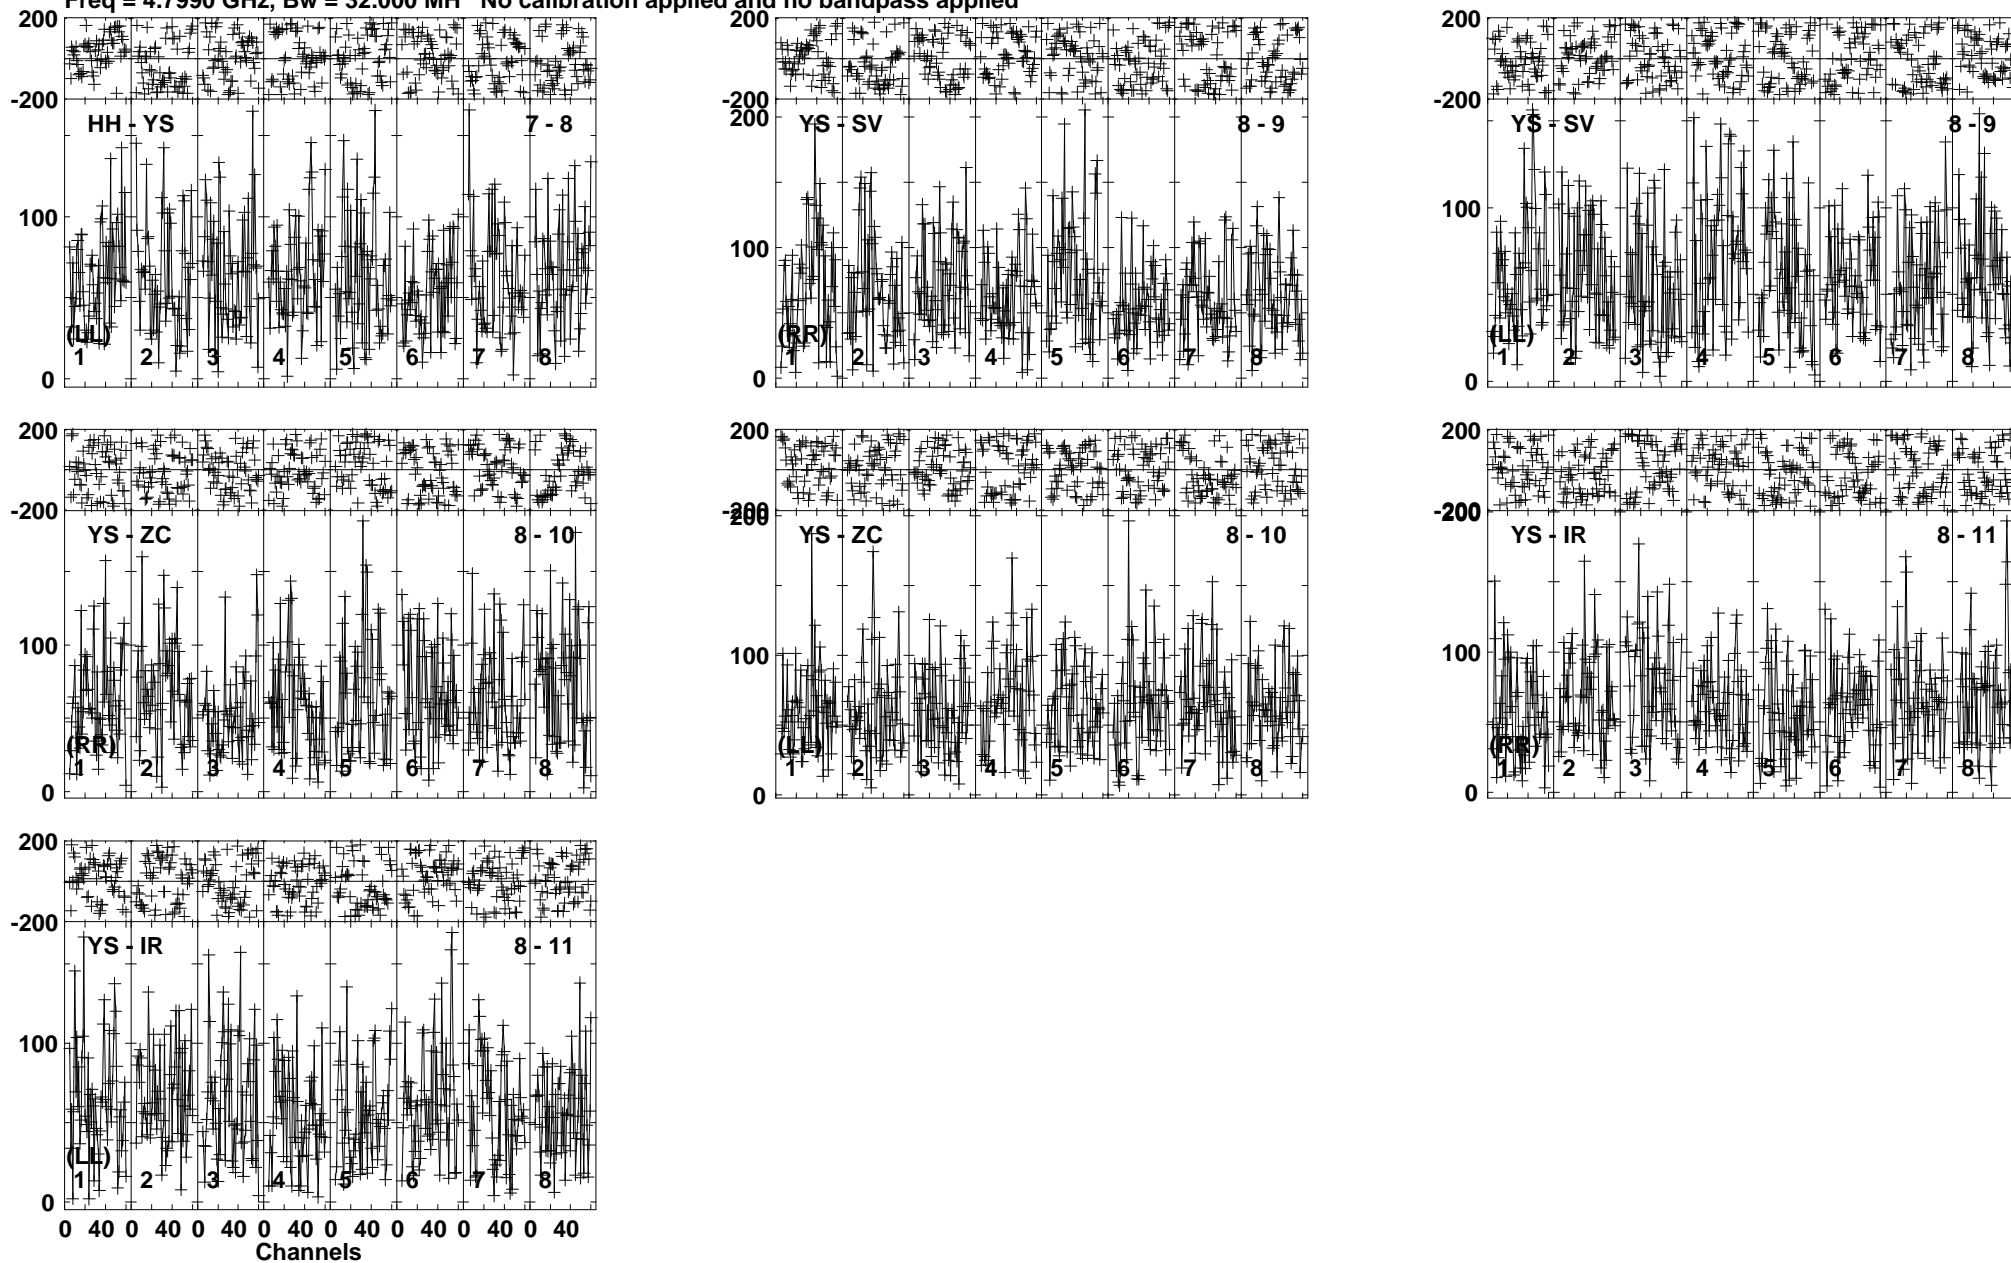 Freq = 4.7990 GHz, Bw = 32.000 MH No calibration applied and no bandpass applied
200
-200
HH - YS 7 - 8
100
(LL)
1 2 3 4 5 6 7 8
0
200
-200
200
YS - SV 8 - 9
100
(RR)
1 2 3 4 5 6 7 8
0
200
-200
YS - SV 8 - 9
100
(LL)
1 2 3 4 5 6 7 8
0
200
-200
YS - ZC 8 - 10
100
(RR)
1 2 3 4 5 6 7 8
0
200
-200
200
YS - ZC 8 - 10
100
(LL)
1 2 3 4 5 6 7 8
0
200
-200
200
YS - IR 8 - 11
100
(RR)
1 2 3 4 5 6 7 8
0
200
-200
YS - IR 8 - 11
100
(LL)
1 2 3 4 5 6 7 8
0
0 40 0 40 0 40 0 40 0 40 0 40 0 40 0 40
Channels